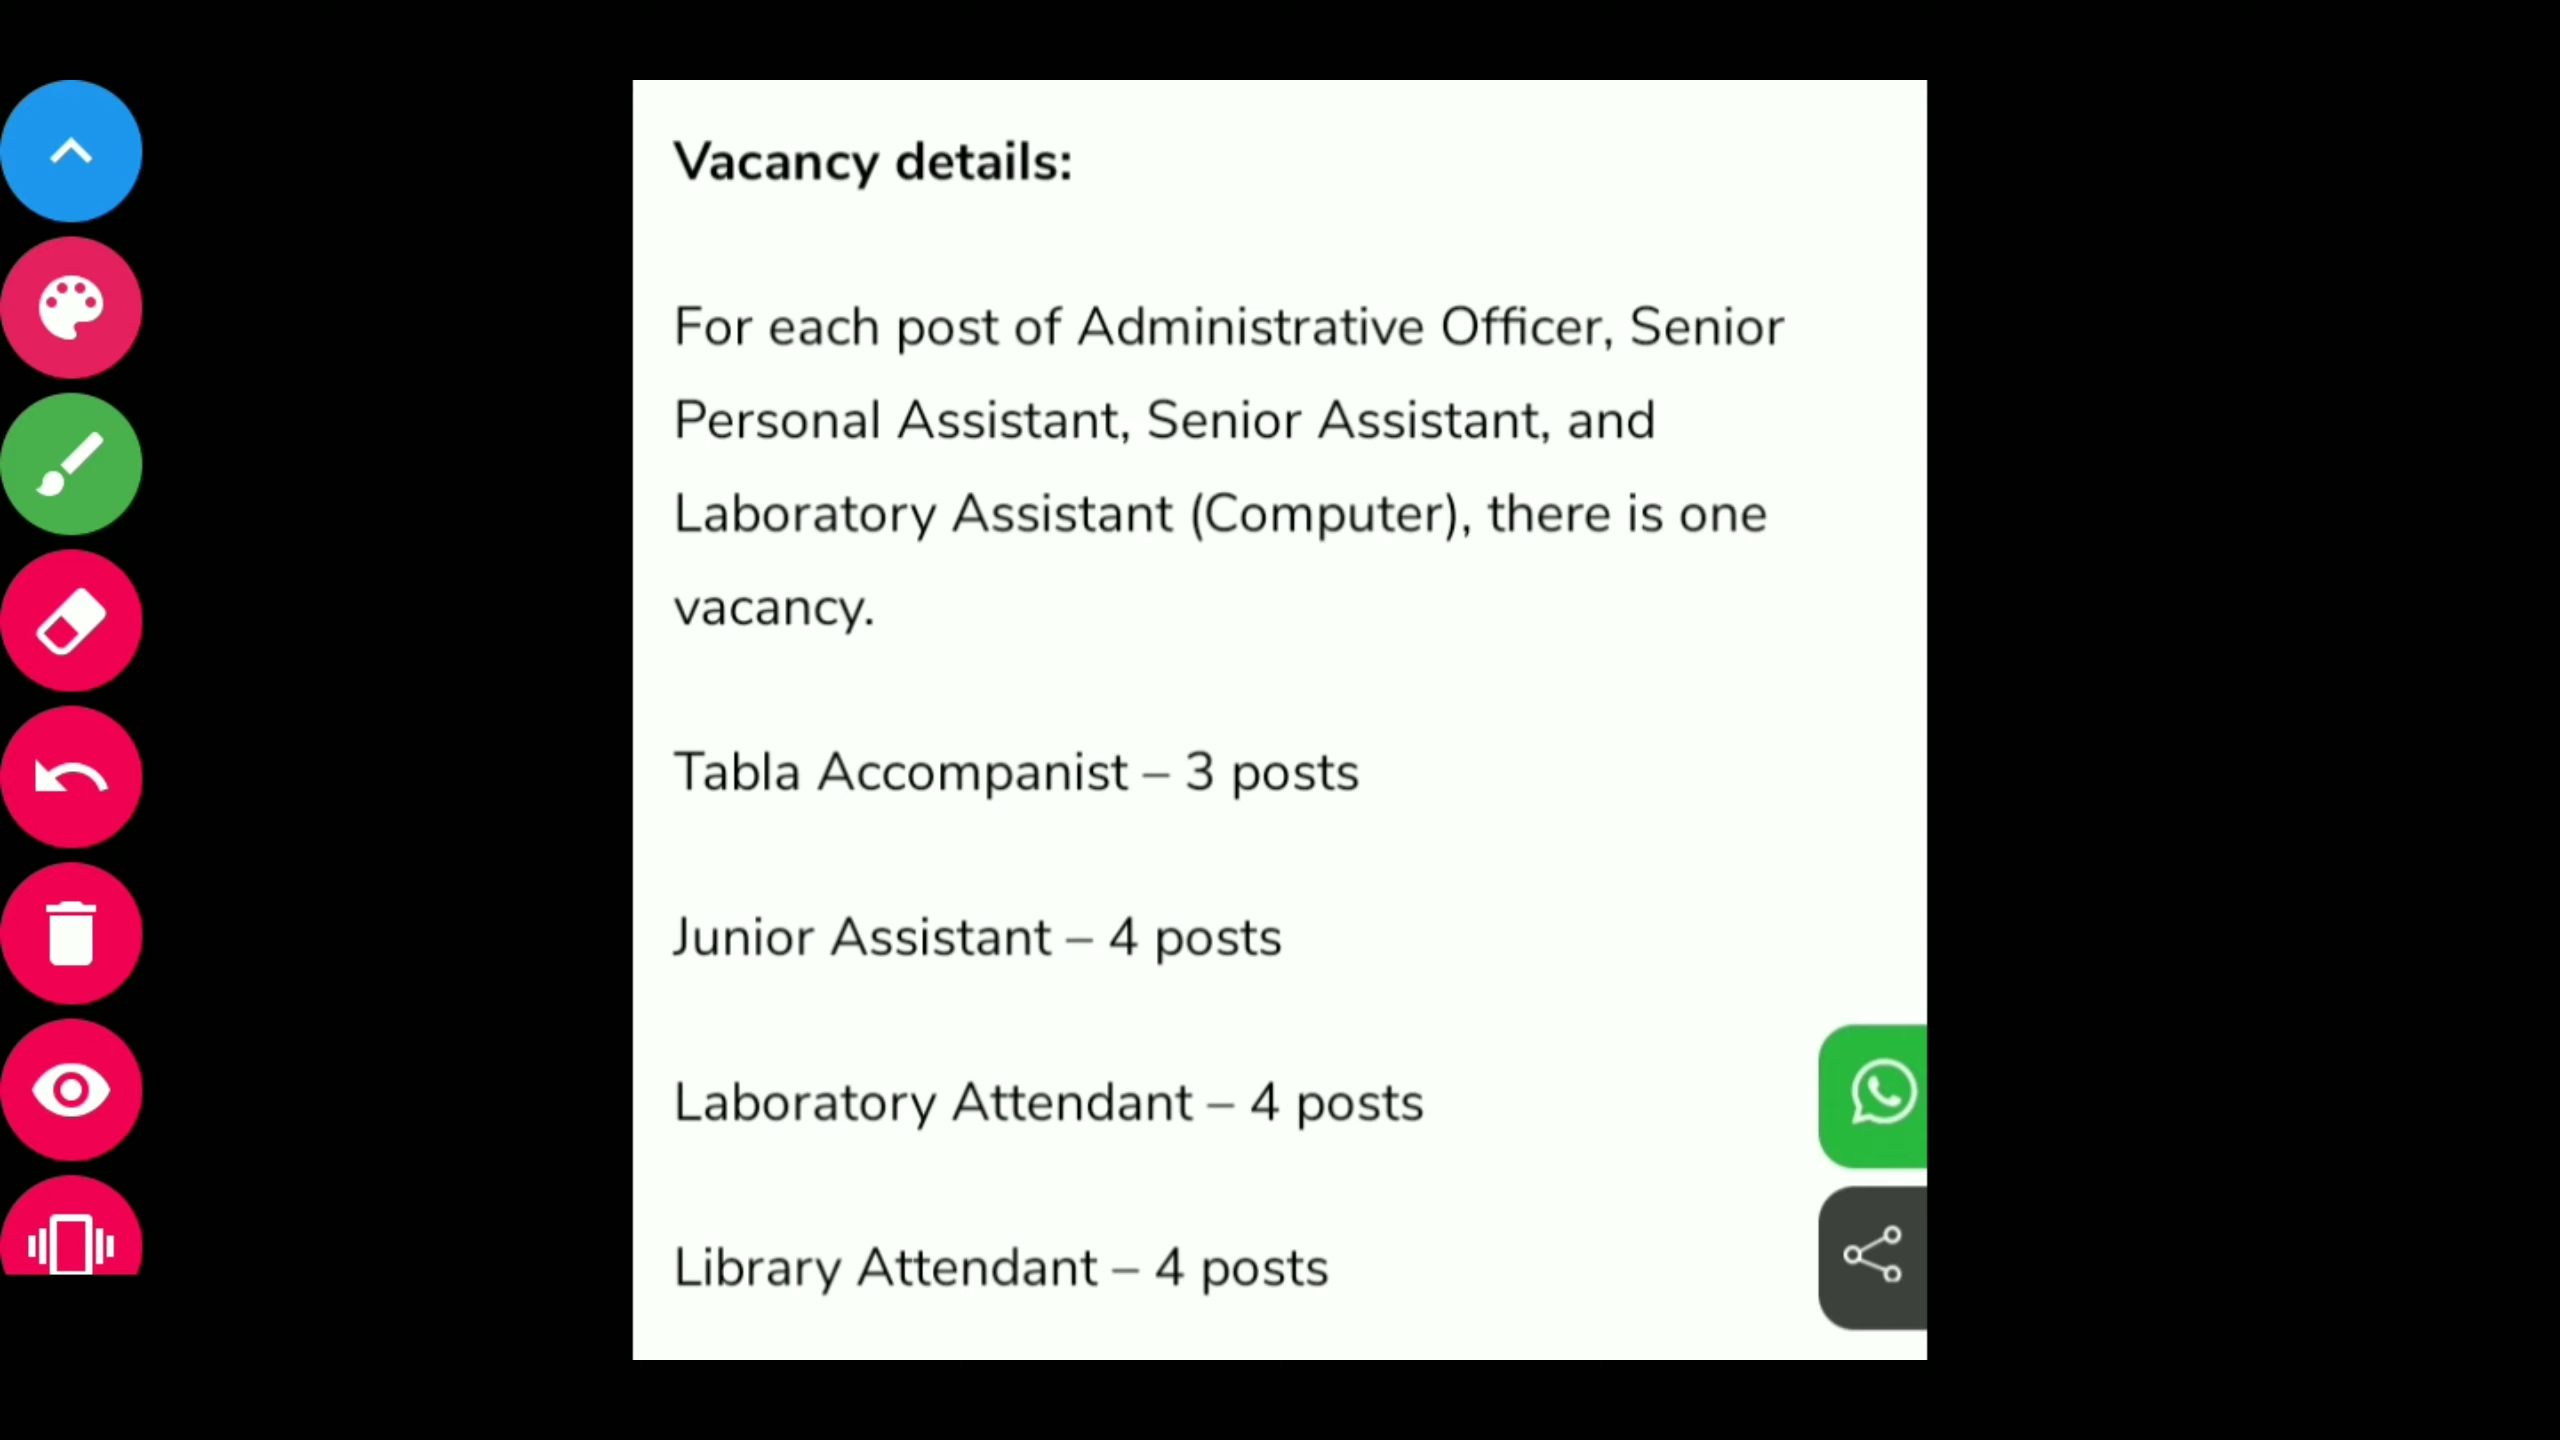 Vacancy details:
For each post of Administrative Officer, Senior
Personal Assistant, Senior Assistant, and
Laboratory Assistant (Computer), there is one
vacancy.
Tabla Accompanist – 3 posts
Junior Assistant – 4 posts
Laboratory Attendant – 4 posts
Library Attendant – 4 posts